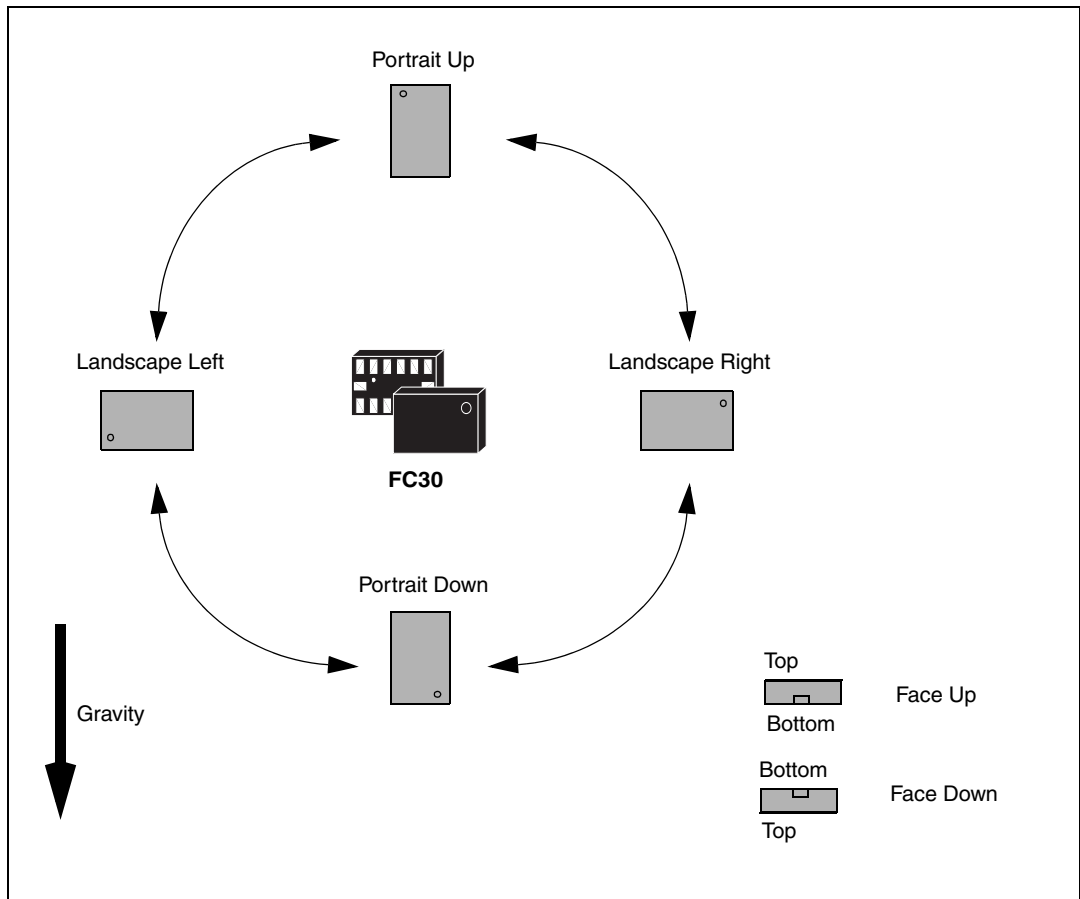 Portrait Up
Landscape Left
Landscape Right
FC30
Portrait Down
Gravity
Top
Face Up
Bottom
Bottom
Face Down
Top